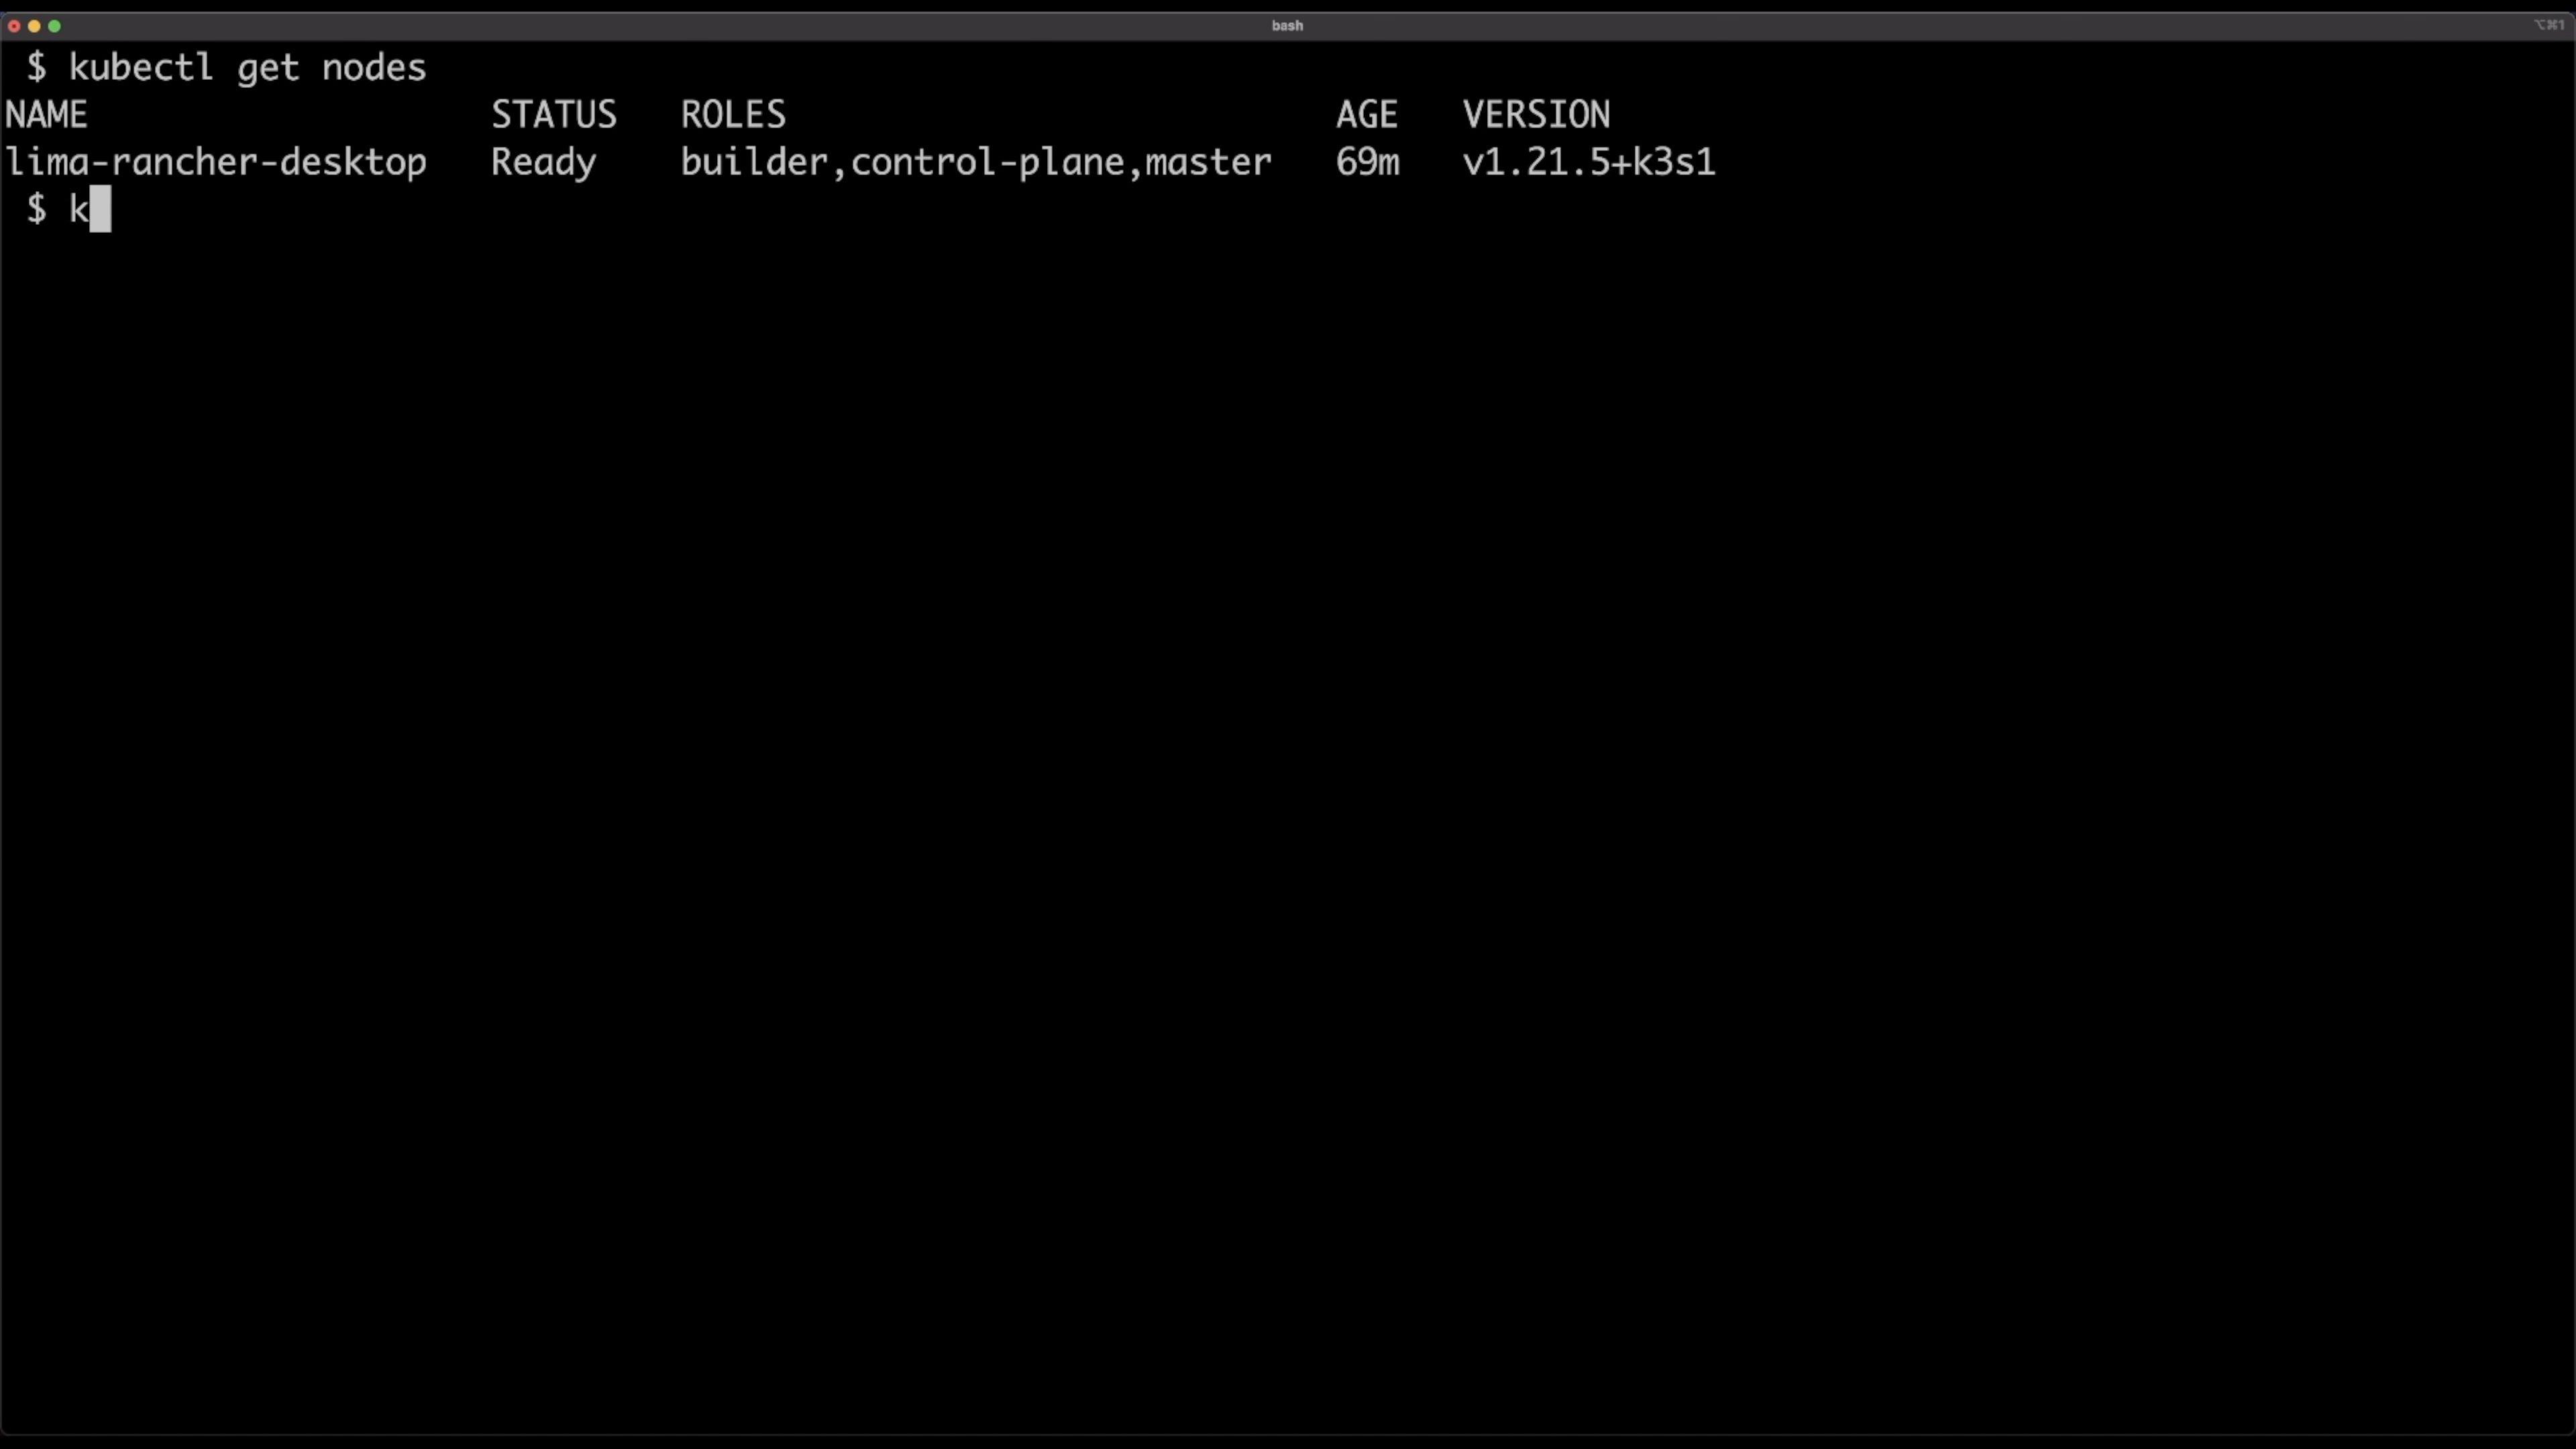 bash
⌥⌘1
$ kubectl get nodes
NAME                   STATUS   ROLES                          AGE   VERSION
lima-rancher-desktop   Ready    builder,control-plane,master   69m   v1.21.5+k3s1
$ k